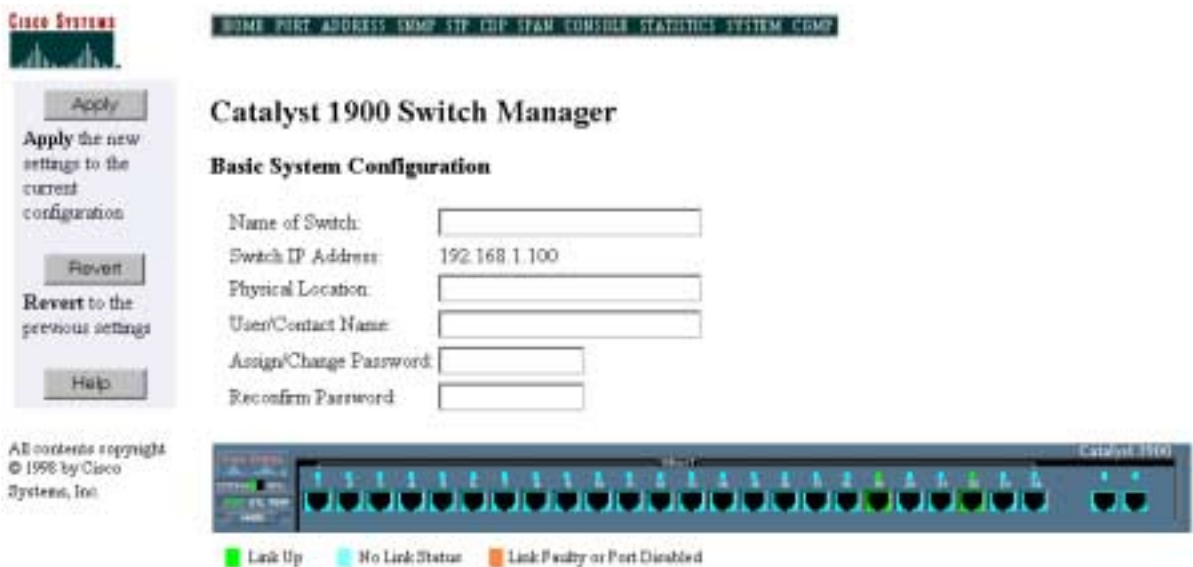 CISCO SYSTEMS
HOME PORT ADDRESS SNMP STP CDP SPAN CONSOLE STATISTICS SYSTEM CGMP
Apply
Apply the new
settings to the
current
configuration
Revert
Revert to the
previous settings
Help
All contents copyright
© 1998 by Cisco
Systems, Inc.
Catalyst 1900 Switch Manager
Basic System Configuration
Name of Switch:
Switch IP Address: 192.168.1.100
Physical Location:
User/Contact Name:
Assign/Change Password:
Reconfirm Password:
Catalyst 1900
Link Up No Link Status Link Faulty or Port Disabled